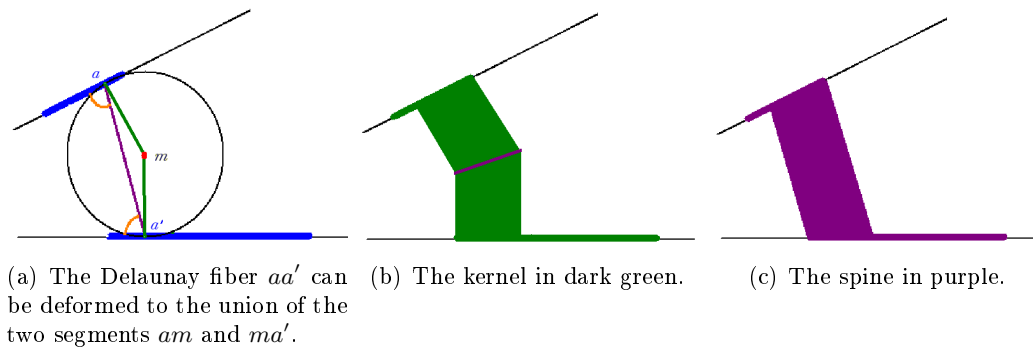 a
m
a′
(a) The Delaunay fiber aa′ can
be deformed to the union of the
two segments am and ma′.
(b) The kernel in dark green.
(c) The spine in purple.